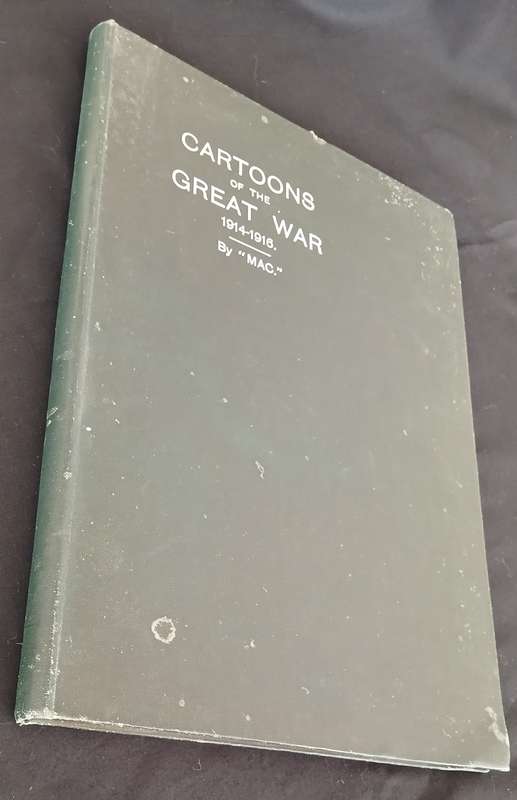 CARTOONS
OF THE
GREAT WAR
1914-1916.
By "MAC."